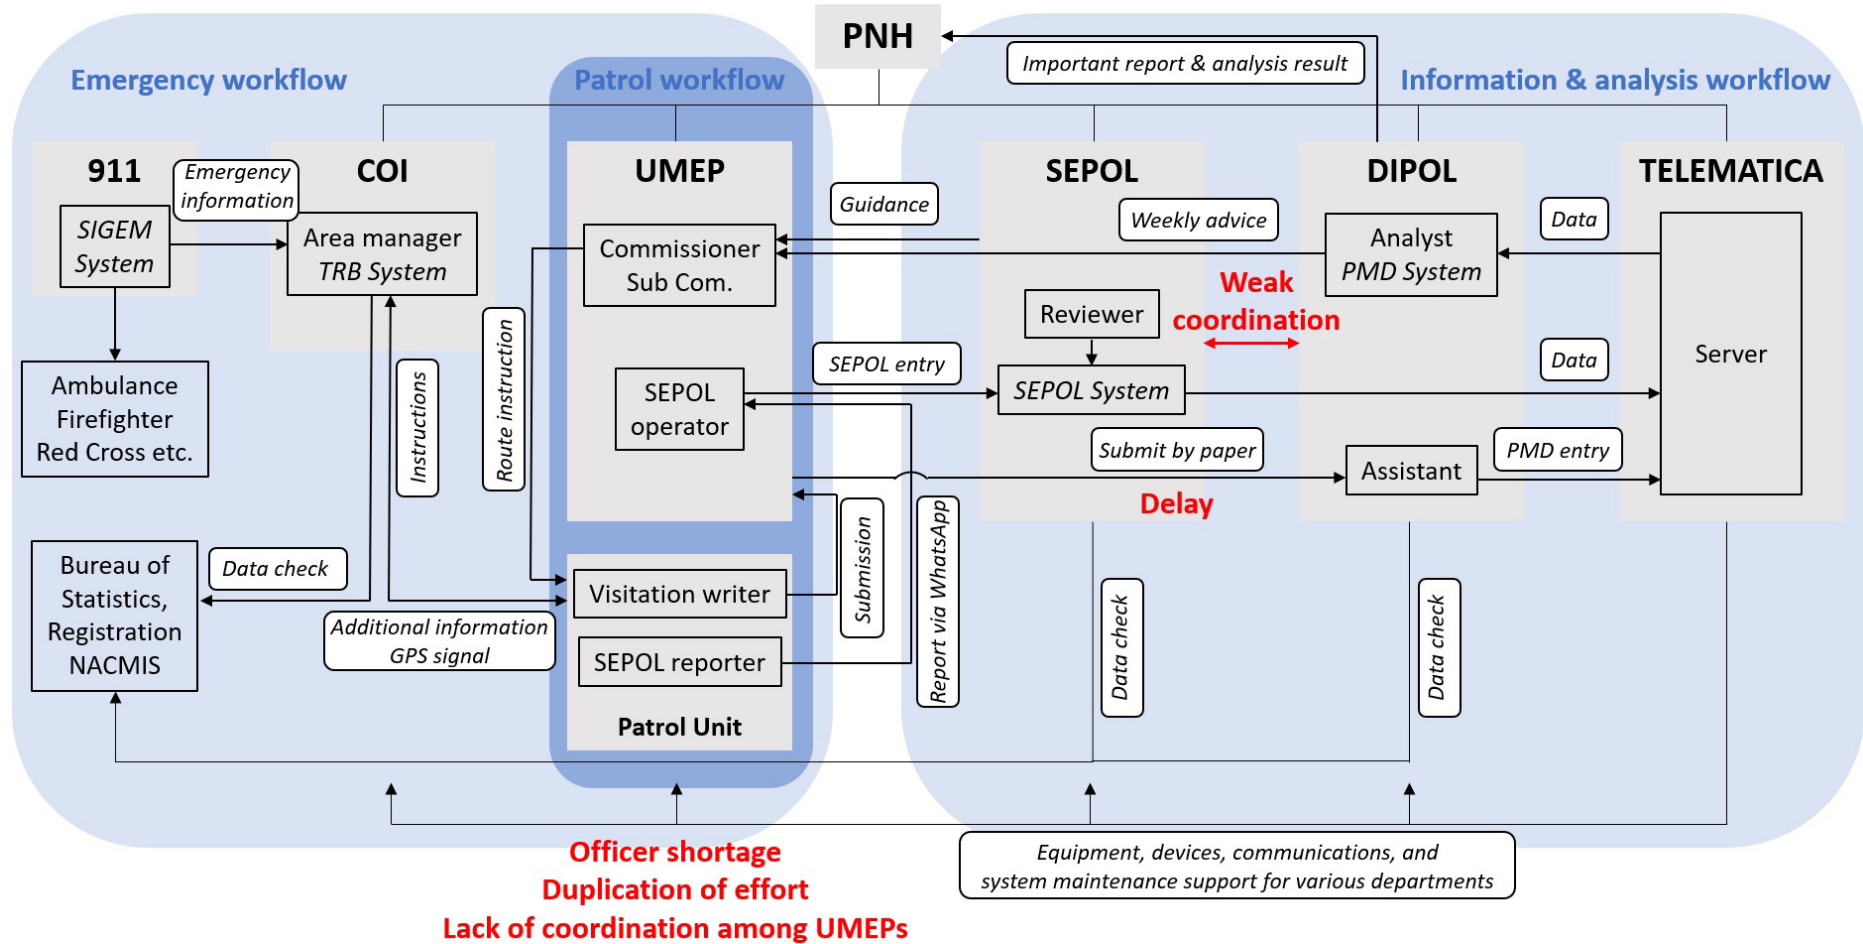 PNH
Important report & analysis result
Emergency workflow
Patrol workflow
Information & analysis workflow
911
Emergency
information
COI
UMEP
SEPOL
DIPOL
TELEMATICA
SIGEM
System
Area manager
TRB System
Guidance
Weekly advice
Data
Commissioner
Sub Com.
Analyst
PMD System
Weak
coordination
Reviewer
Server
Route instruction
Instructions
SEPOL entry
Data
Ambulance
Firefighter
Red Cross etc.
SEPOL
operator
SEPOL System
Submit by paper
PMD entry
Assistant
Delay
Submission
Report via WhatsApp
Bureau of
Statistics,
Registration
NACMIS
Data check
Visitation writer
Data check
Data check
Additional information
GPS signal
SEPOL reporter
Patrol Unit
Officer shortage
Duplication of effort
Lack of coordination among UMEPs
Equipment, devices, communications, and
system maintenance support for various departments